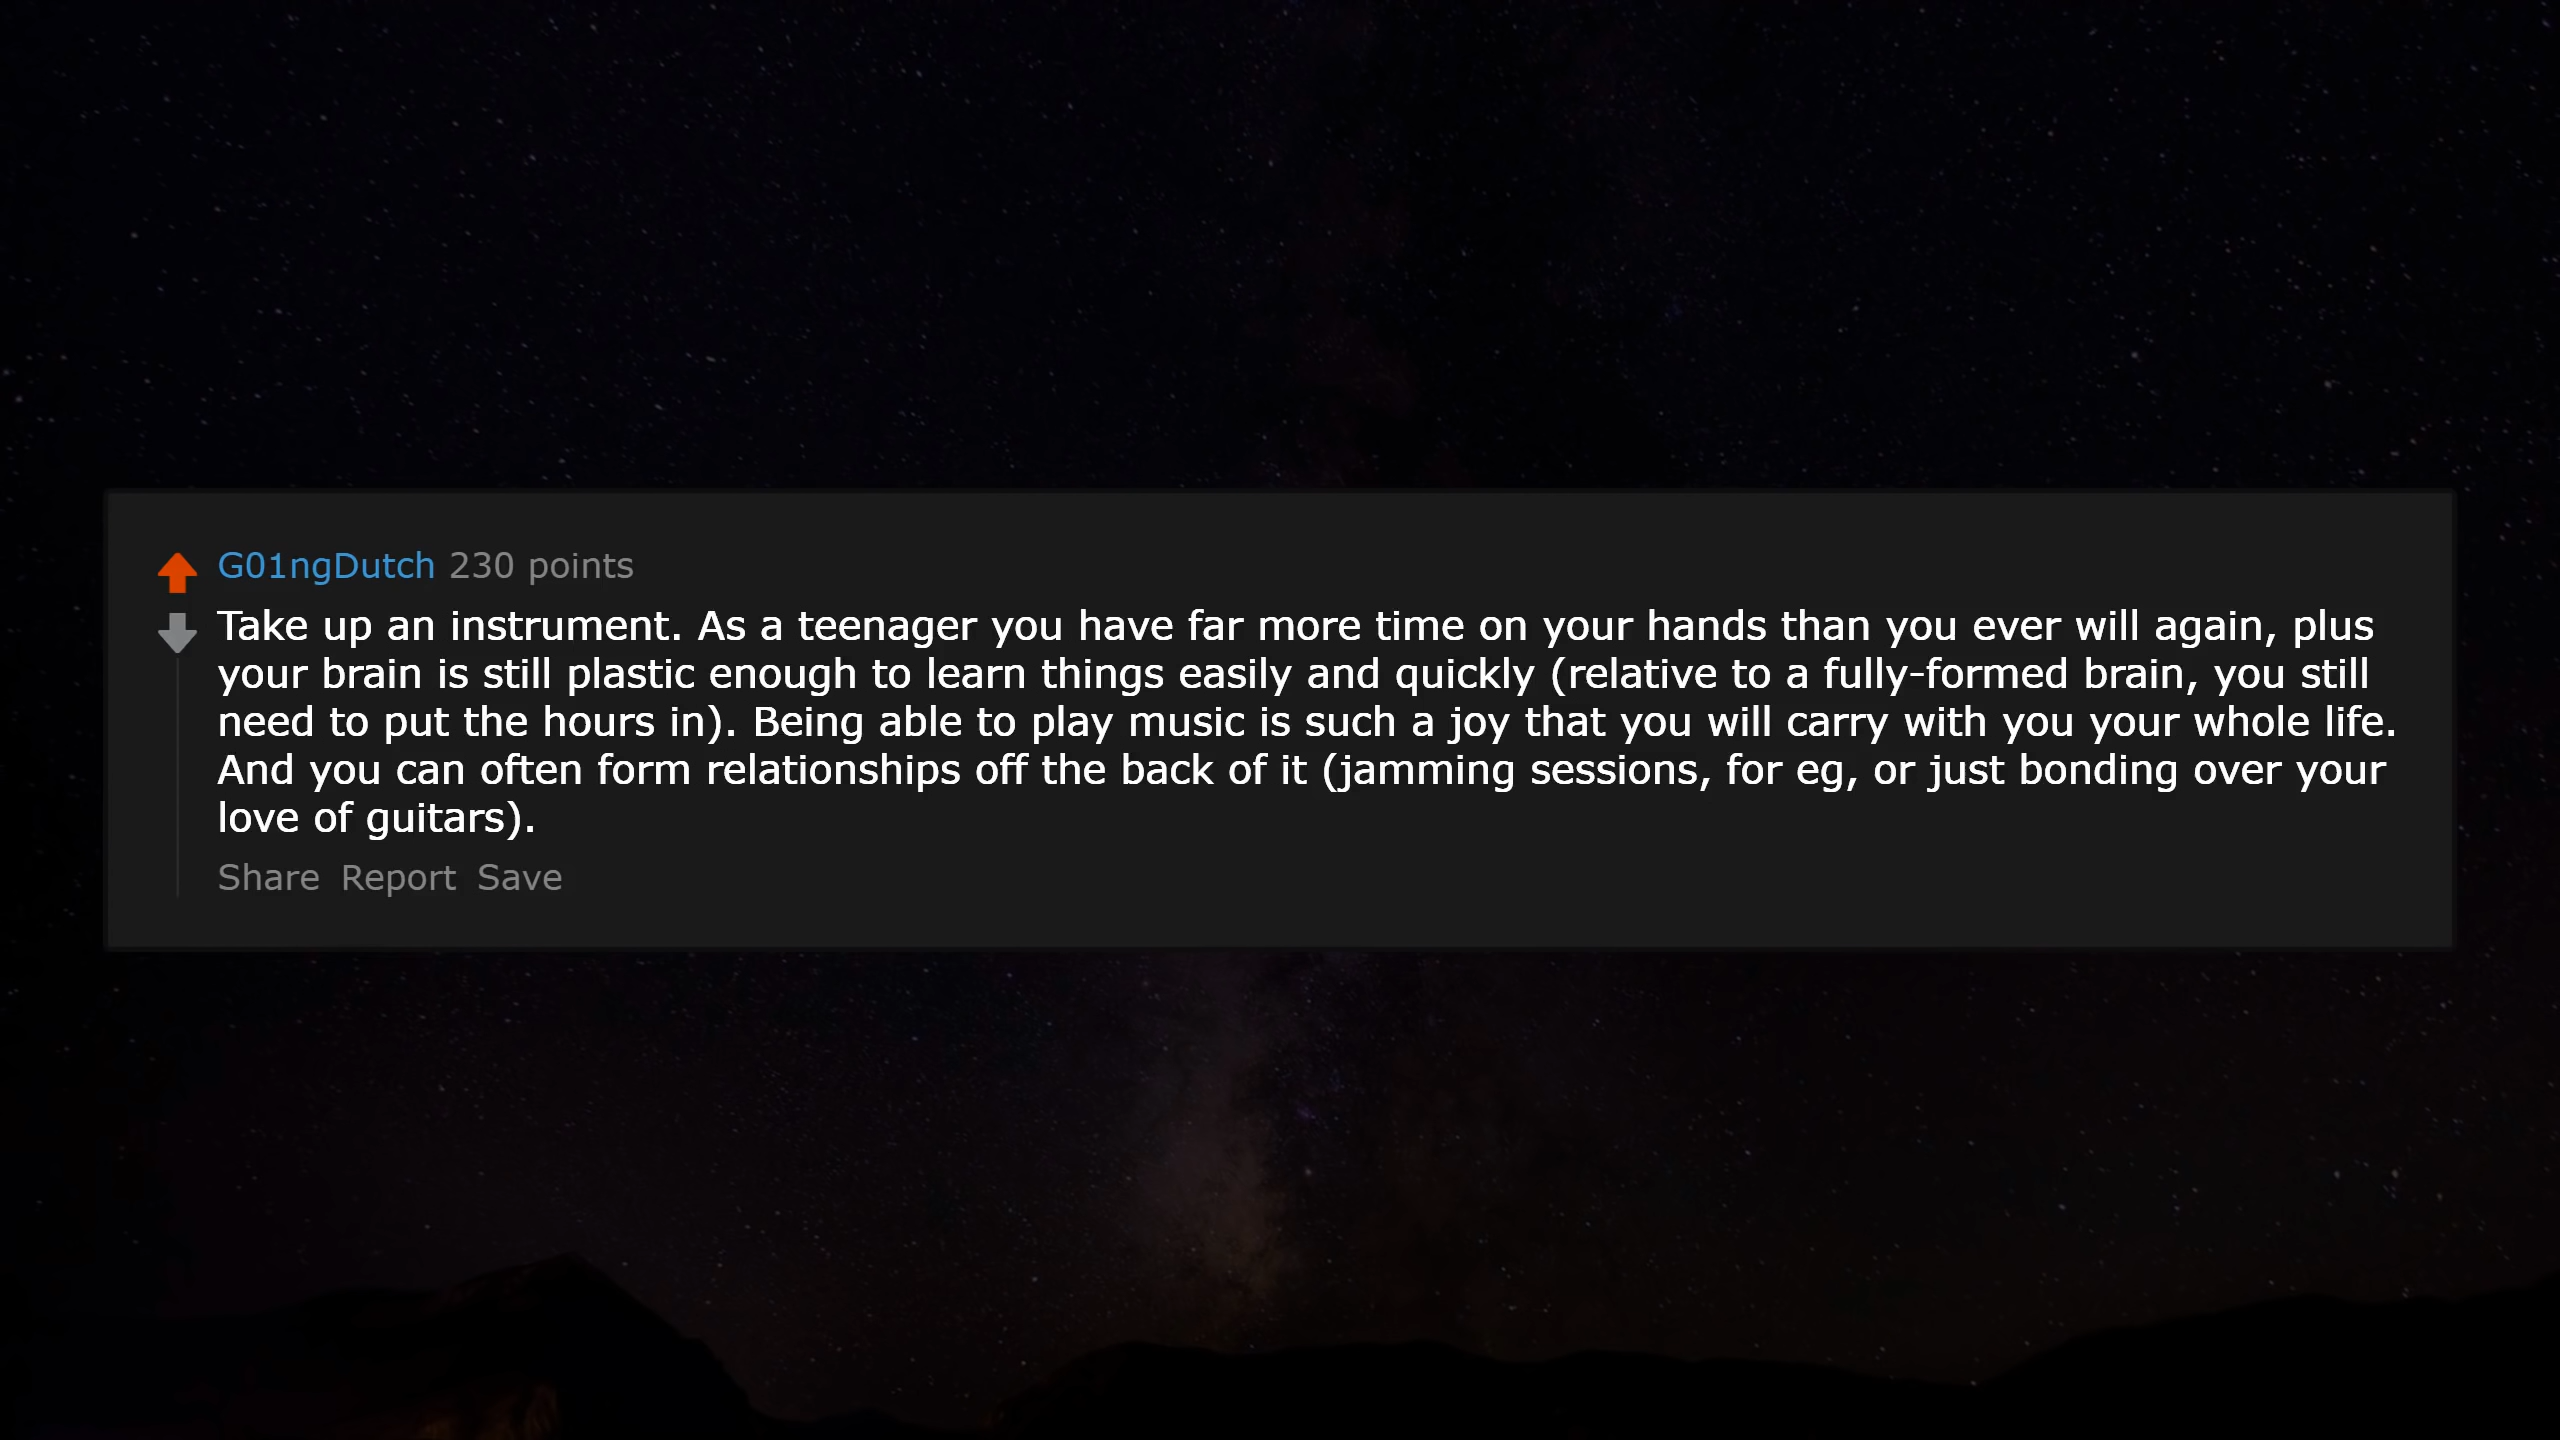 G01ngDutch 230 points
Take up an instrument. As a teenager you have far more time on your hands than you ever will again, plus
your brain is still plastic enough to learn things easily and quickly (relative to a fully-formed brain, you still
need to put the hours in). Being able to play music is such a joy that you will carry with you your whole life.
And you can often form relationships off the back of it (jamming sessions, for eg, or just bonding over your
love of guitars).
Share Report Save